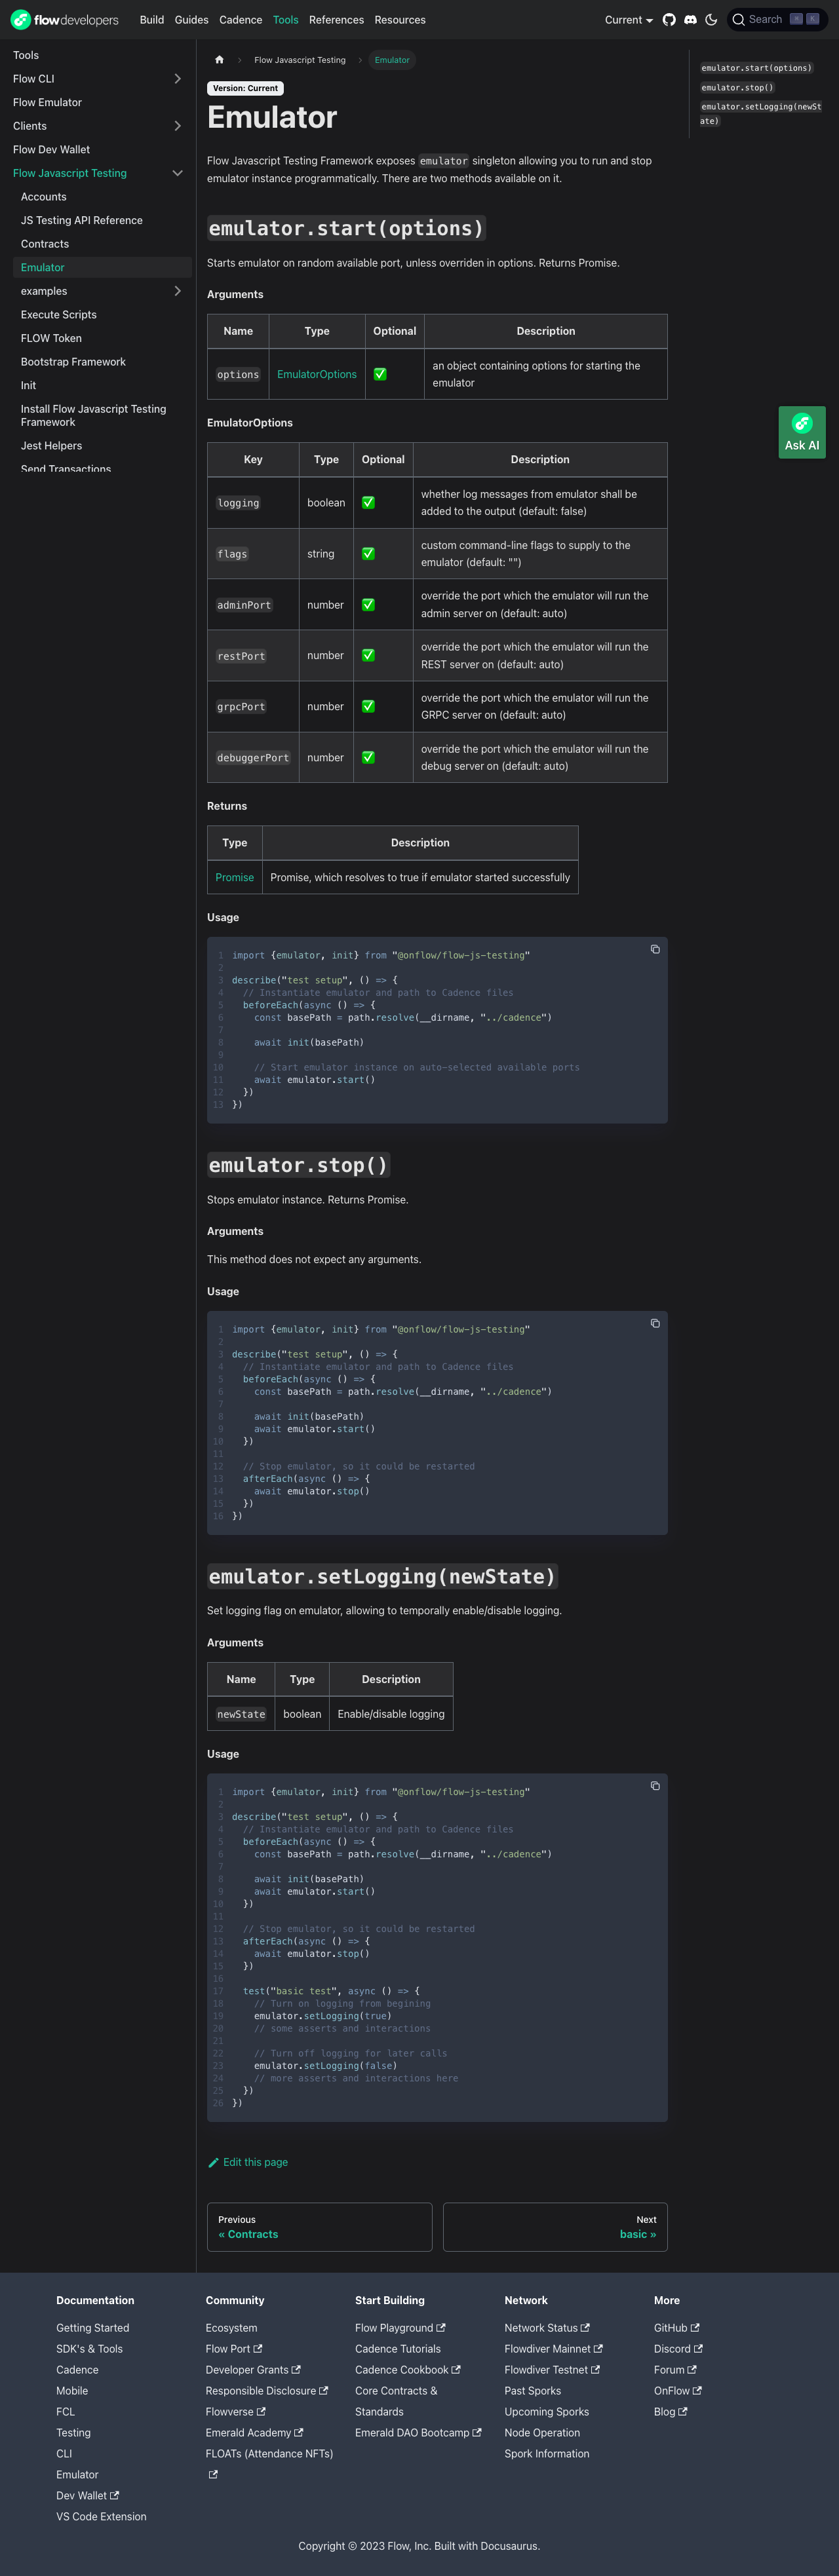 flow developers
Build Guides Cadence Tools References Resources
Current
Search
K
Tools
Flow CLI
Flow Emulator
Clients
Flow Dev Wallet
Flow Javascript Testing
Accounts
JS Testing API Reference
Contracts
Emulator
examples
Execute Scripts
FLOW Token
Bootstrap Framework
Init
Install Flow Javascript Testing
Framework
Jest Helpers
Send Transactions
Flow Javascript Testing
Emulator
Version: Current
Emulator
Flow Javascript Testing Framework exposes emulator singleton allowing you to run and stop
emulator instance programmatically. There are two methods available on it.
emulator.start(options)
Starts emulator on random available port, unless overriden in options. Returns Promise.
Arguments
Name Type Optional Description
options EmulatorOptions ✅ an object containing options for starting the
emulator
EmulatorOptions
Key Type Optional Description
logging boolean ✅ whether log messages from emulator shall be
added to the output (default: false)
flags string ✅ custom command-line flags to supply to the
emulator (default: "")
adminPort number ✅ override the port which the emulator will run the
admin server on (default: auto)
restPort number ✅ override the port which the emulator will run the
REST server on (default: auto)
grpcPort number ✅ override the port which the emulator will run the
GRPC server on (default: auto)
debuggerPort number ✅ override the port which the emulator will run the
debug server on (default: auto)
Returns
Type Description
Promise Promise, which resolves to true if emulator started successfully
Usage
1 import {emulator, init} from "@onflow/flow-js-testing"
2
3 describe("test setup", () => {
4 // Instantiate emulator and path to Cadence files
5 beforeEach(async () => {
6 const basePath = path.resolve(__dirname, "../cadence")
7
8 await init(basePath)
9
10 // Start emulator instance on auto-selected available ports
11 await emulator.start()
12 })
13 })
emulator.stop()
Stops emulator instance. Returns Promise.
Arguments
This method does not expect any arguments.
Usage
1 import {emulator, init} from "@onflow/flow-js-testing"
2
3 describe("test setup", () => {
4 // Instantiate emulator and path to Cadence files
5 beforeEach(async () => {
6 const basePath = path.resolve(__dirname, "../cadence")
7
8 await init(basePath)
9 await emulator.start()
10 })
11
12 // Stop emulator, so it could be restarted
13 afterEach(async () => {
14 await emulator.stop()
15 })
16 })
emulator.setLogging(newState)
Set logging flag on emulator, allowing to temporally enable/disable logging.
Arguments
Name Type Description
newState boolean Enable/disable logging
Usage
1 import {emulator, init} from "@onflow/flow-js-testing"
2
3 describe("test setup", () => {
4 // Instantiate emulator and path to Cadence files
5 beforeEach(async () => {
6 const basePath = path.resolve(__dirname, "../cadence")
7
8 await init(basePath)
9 await emulator.start()
10 })
11
12 // Stop emulator, so it could be restarted
13 afterEach(async () => {
14 await emulator.stop()
15 })
16
17 test("basic test", async () => {
18 // Turn on logging from begining
19 emulator.setLogging(true)
20 // some asserts and interactions
21
22 // Turn off logging for later calls
23 emulator.setLogging(false)
24 // more asserts and interactions here
25 })
26 })
Edit this page
Previous
« Contracts
Next
basic »
emulator.start(options)
emulator.stop()
emulator.setLogging(newSt
ate)
Ask AI
Documentation
Getting Started
SDK's & Tools
Cadence
Mobile
FCL
Testing
CLI
Emulator
Dev Wallet
VS Code Extension
Community
Ecosystem
Flow Port
Developer Grants
Responsible Disclosure
Flowverse
Emerald Academy
FLOATs (Attendance NFTs)
Start Building
Flow Playground
Cadence Tutorials
Cadence Cookbook
Core Contracts &
Standards
Emerald DAO Bootcamp
Network
Network Status
Flowdiver Mainnet
Flowdiver Testnet
Past Sporks
Upcoming Sporks
Node Operation
Spork Information
More
GitHub
Discord
Forum
OnFlow
Blog
Copyright © 2023 Flow, Inc. Built with Docusaurus.